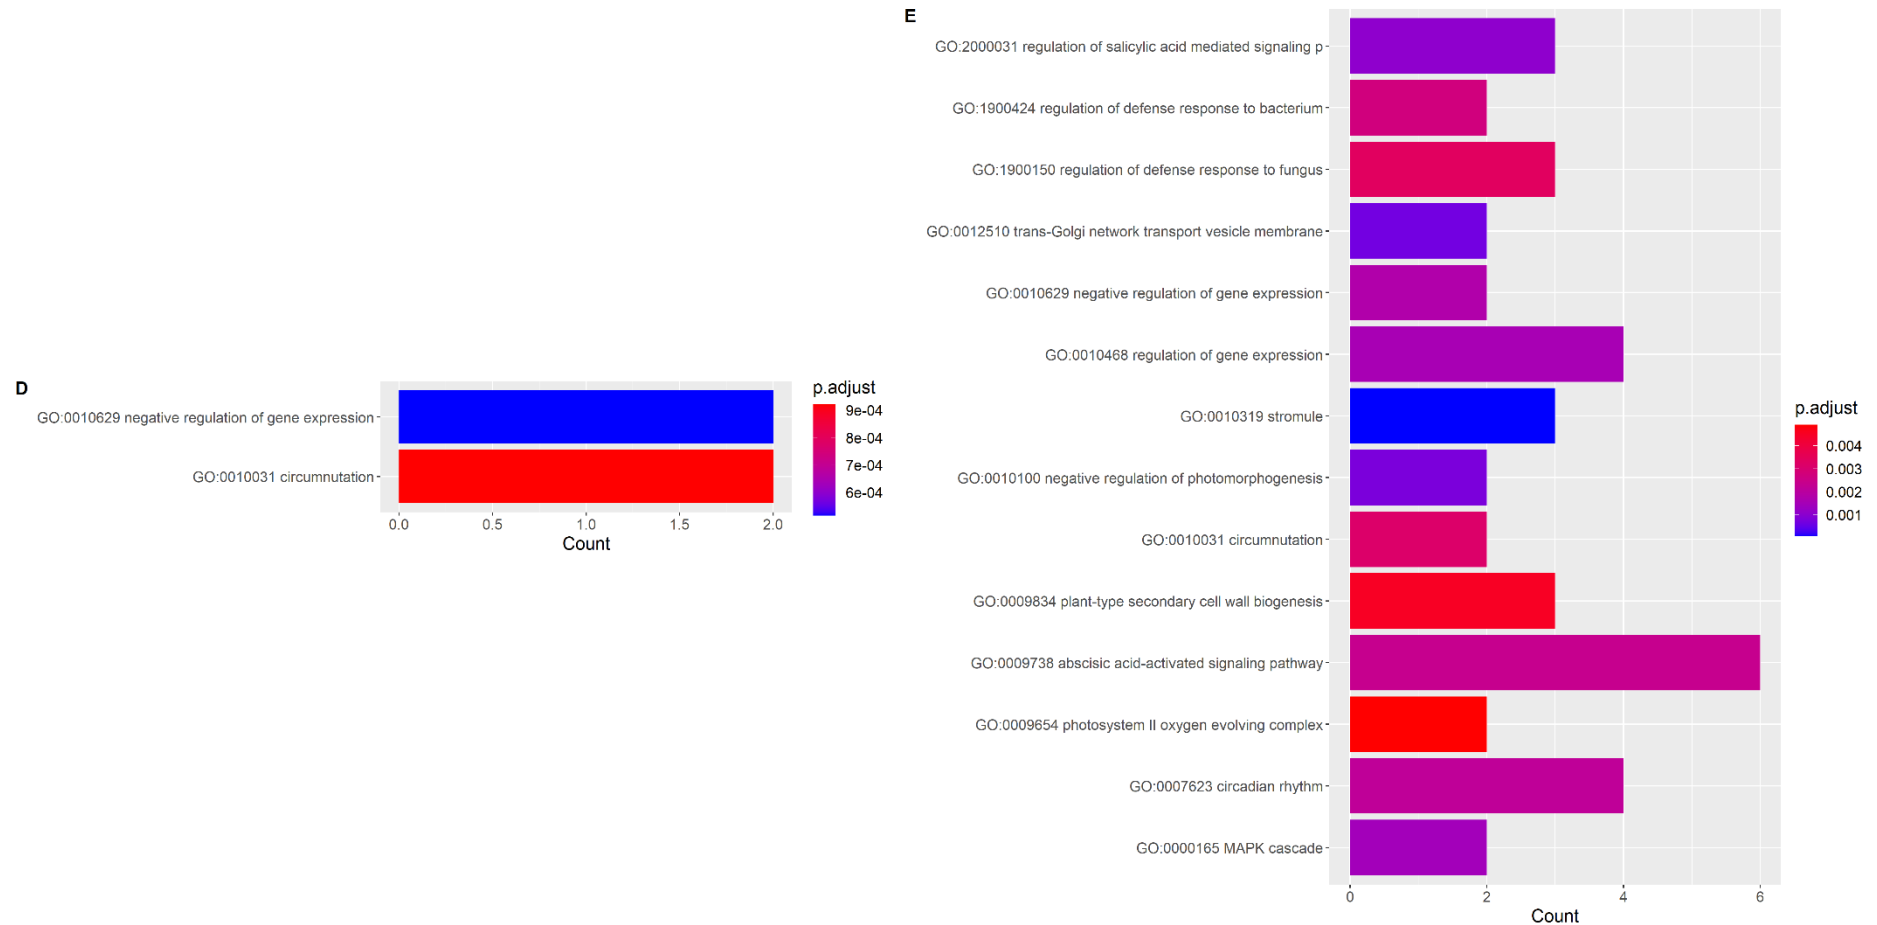 D
GO:0010629 negative regulation of gene expression
GO:0010031 circumnutation
0.0 0.5 1.0 1.5 2.0
Count
p.adjust
9e-04
8e-04
7e-04
6e-04
E
GO:2000031 regulation of salicylic acid mediated signaling p
GO:1900424 regulation of defense response to bacterium
GO:1900150 regulation of defense response to fungus
GO:0012510 trans-Golgi network transport vesicle membrane
GO:0010629 negative regulation of gene expression
GO:0010468 regulation of gene expression
GO:0010319 stromule
GO:0010100 negative regulation of photomorphogenesis
GO:0010031 circumnutation
GO:0009834 plant-type secondary cell wall biogenesis
GO:0009738 abscisic acid-activated signaling pathway
GO:0009654 photosystem II oxygen evolving complex
GO:0007623 circadian rhythm
GO:0000165 MAPK cascade
0 2 4 6
Count
p.adjust
0.004
0.003
0.002
0.001